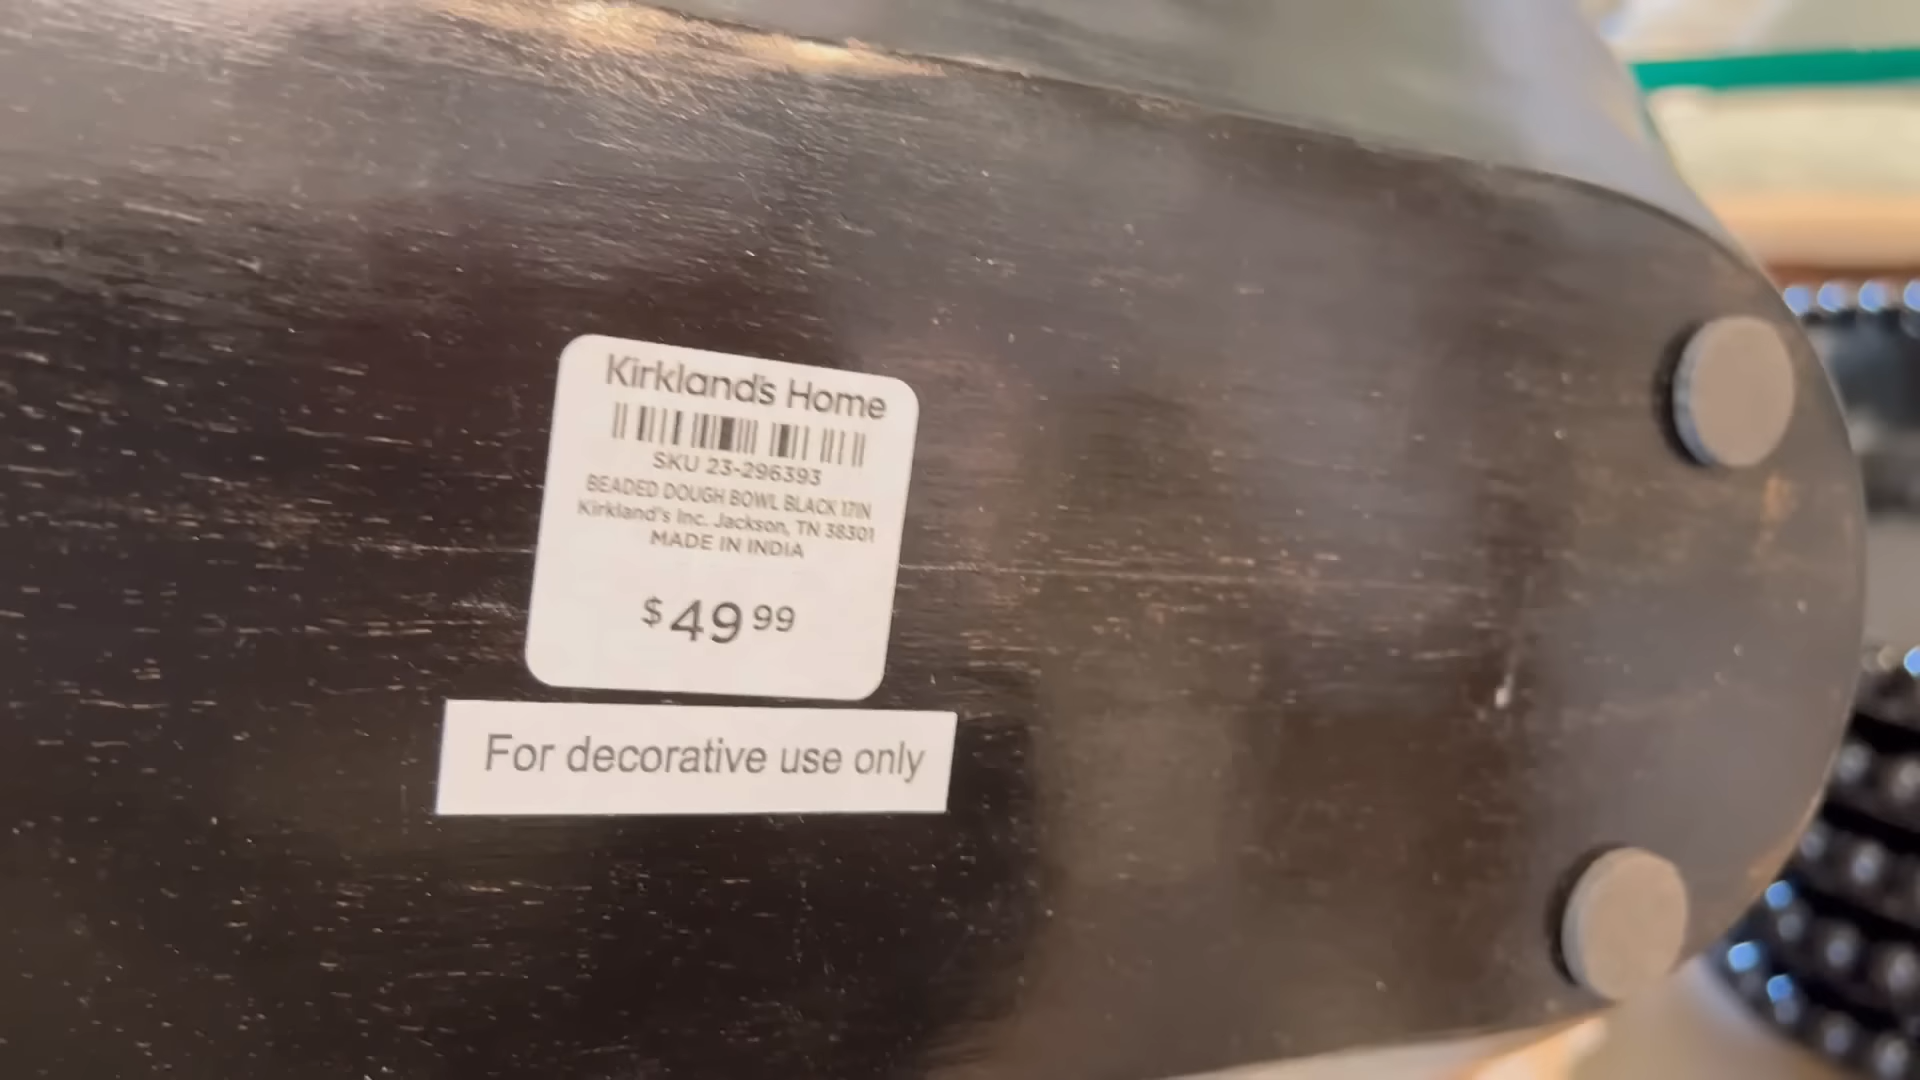 Kirkland's Home
SKU 23-296393
BEADED DOUGH BOWL BLACK 17IN
Kirkland's Inc. Jackson, TN 38301
MADE IN INDIA
$49 99
For decorative use only